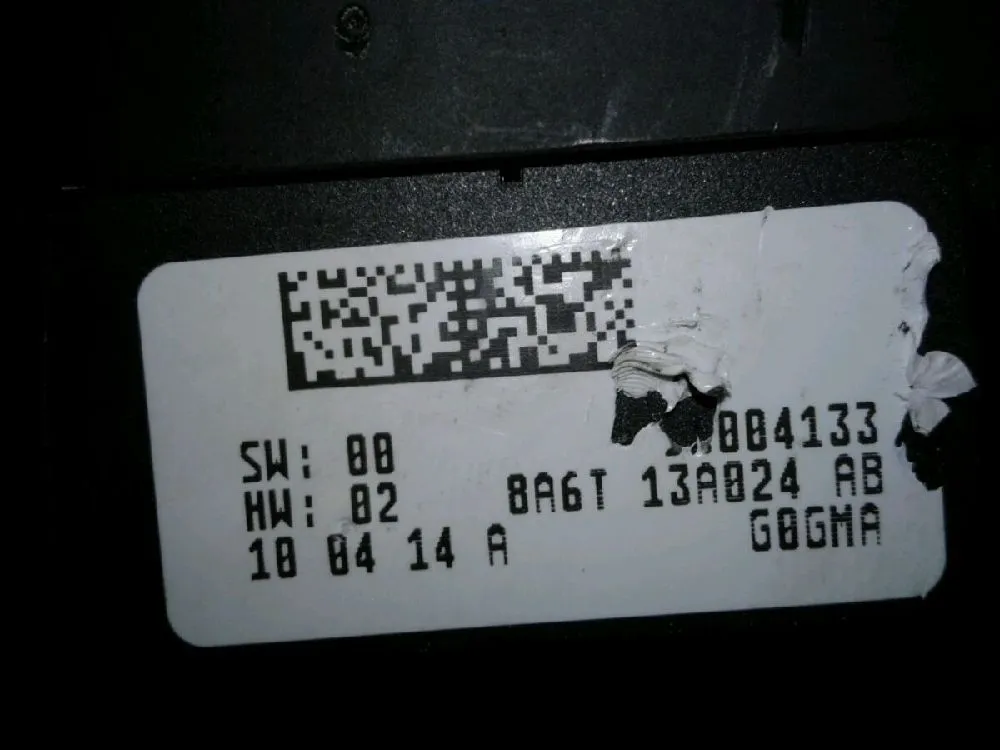 SW: 00
HW: 02
10 04 14 A
004133
8A6T 13A024 AB
G0GMA